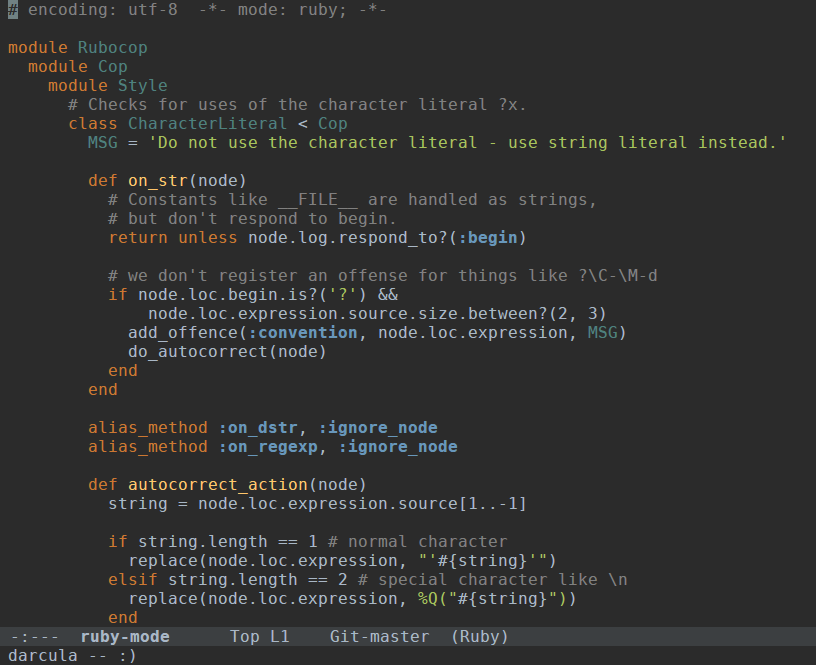 # encoding: utf-8  -*- mode: ruby; -*-

module Rubocop
  module Cop
    module Style
      # Checks for uses of the character literal ?x.
      class CharacterLiteral < Cop
        MSG = 'Do not use the character literal - use string literal instead.'

        def on_str(node)
          # Constants like __FILE__ are handled as strings,
          # but don't respond to begin.
          return unless node.log.respond_to?(:begin)

          # we don't register an offense for things like ?\C-\M-d
          if node.loc.begin.is?('?') &&
              node.loc.expression.source.size.between?(2, 3)
            add_offence(:convention, node.loc.expression, MSG)
            do_autocorrect(node)
          end
        end

        alias_method :on_dstr, :ignore_node
        alias_method :on_regexp, :ignore_node

        def autocorrect_action(node)
          string = node.loc.expression.source[1..-1]

          if string.length == 1 # normal character
            replace(node.loc.expression, "'#{string}'")
          elsif string.length == 2 # special character like \n
            replace(node.loc.expression, %Q("#{string}"))
          end
-:---  ruby-mode      Top L1    Git-master  (Ruby)
darcula -- :)